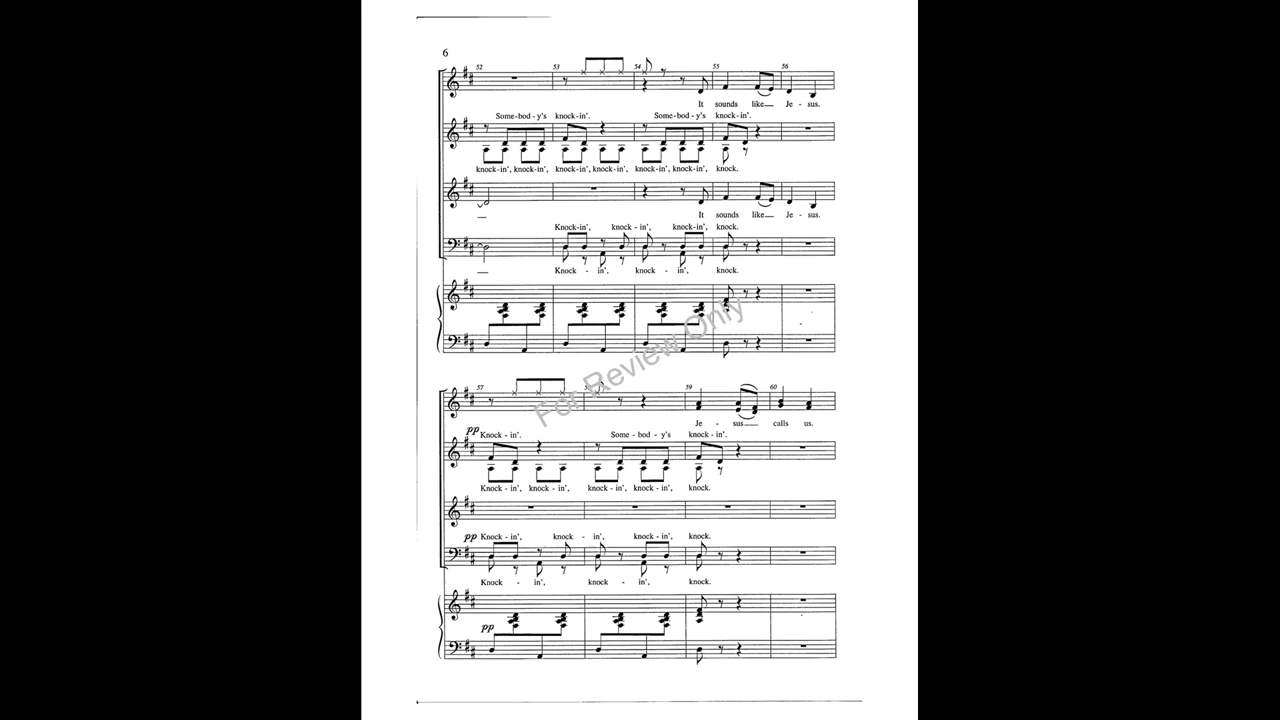 6
52 53 54 55 56
It sounds like Je - sus.
Some-bod-y's knock-in'. Some-bod-y's knock-in'.
knock-in', knock-in', knock-in', knock-in', knock-in', knock-in', knock.
It sounds like Je - sus.
Knock-in', knock-in', knock-in', knock.
Knock - in', knock - in', knock.
For Review Only
57 59 60
Je - sus calls us.
pp Knock-in'. Some-bod-y's knock-in'.
Knock-in', knock-in', knock-in', knock-in', knock.
pp Knock-in', knock - in', knock-in', knock.
Knock - in', knock - in', knock.
pp